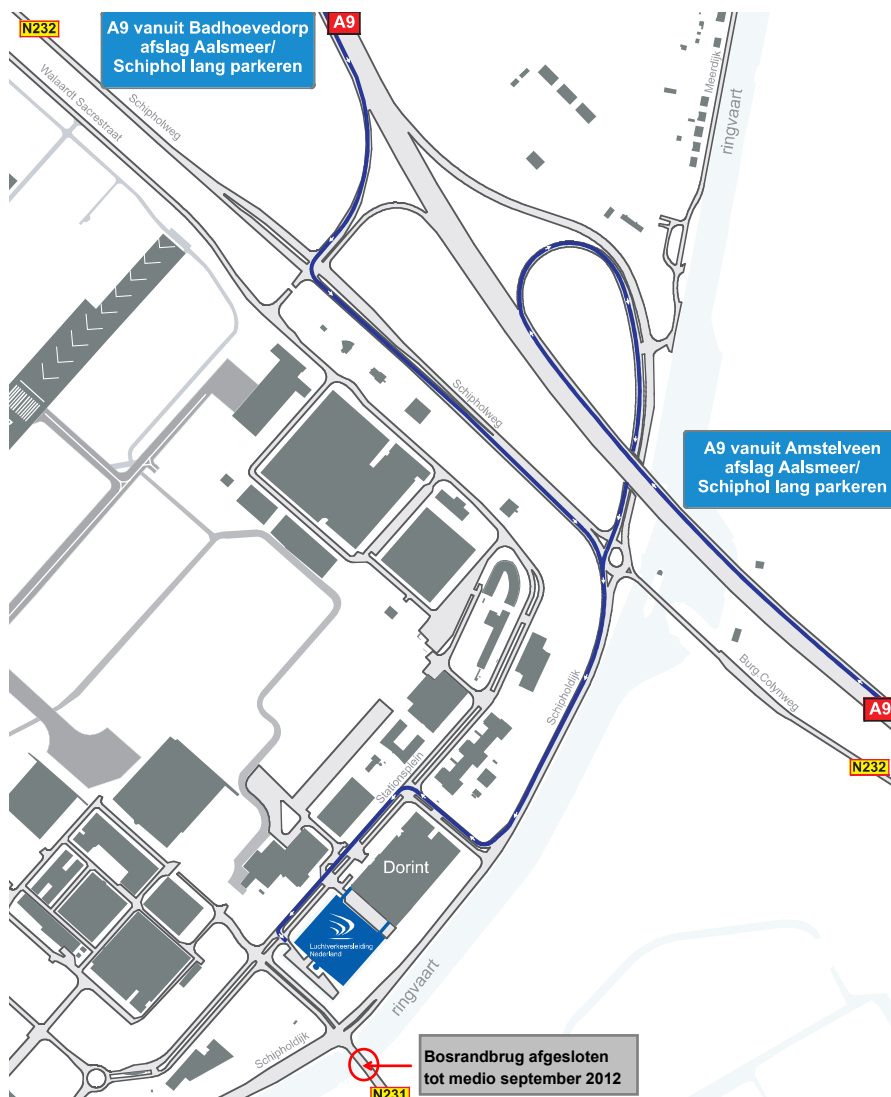 N232
A9 vanuit Badhoevedorp
afslag Aalsmeer/
Schiphol lang parkeren
A9
Walaardt Sacrestraat
Schipholweg
Meerdijk
ringvaart
Schipholweg
A9 vanuit Amstelveen
afslag Aalsmeer/
Schiphol lang parkeren
Burg.Colynweg
A9
N232
Schipholdijk
Stationsplein
Dorint
Luchtverkeersleiding
Nederland
ringvaart
Schipholdijk
Bosrandbrug afgesloten
tot medio september 2012
N231